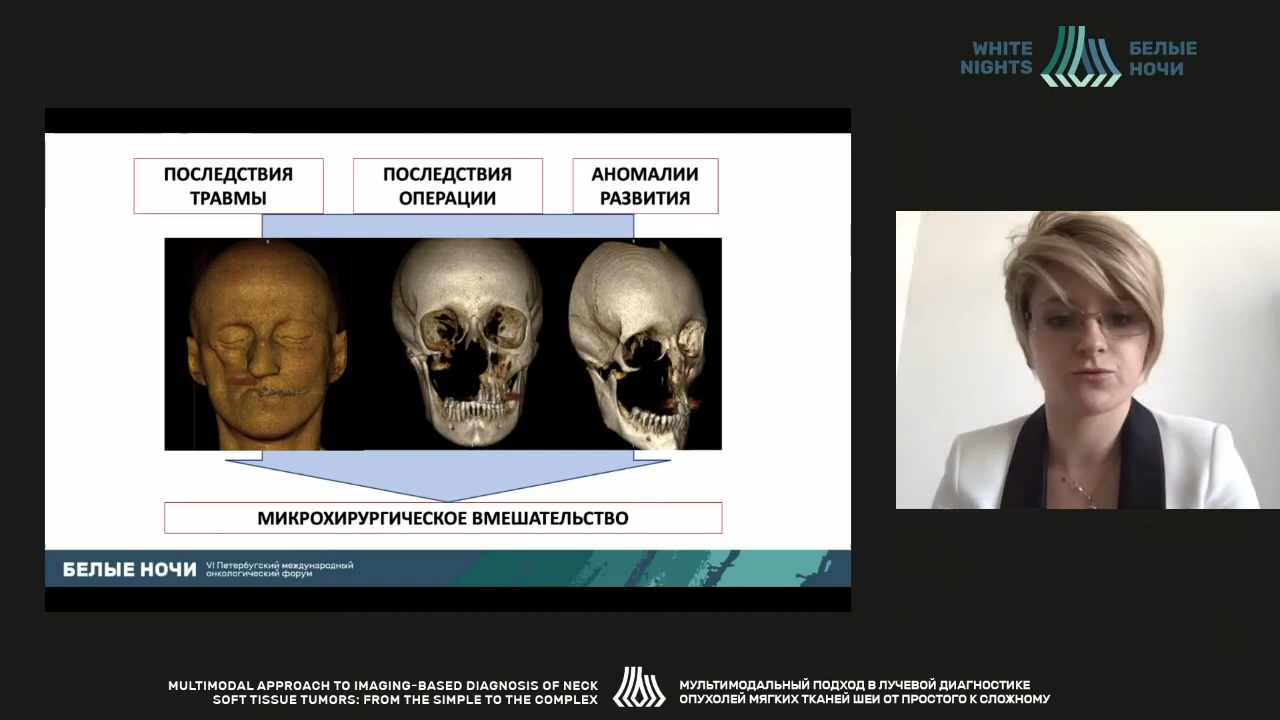 WHITE
NIGHTS
БЕЛЫЕ
НОЧИ
ПОСЛЕДСТВИЯ
ТРАВМЫ
ПОСЛЕДСТВИЯ
ОПЕРАЦИИ
АНОМАЛИИ
РАЗВИТИЯ
МИКРОХИРУРГИЧЕСКОЕ ВМЕШАТЕЛЬСТВО
БЕЛЫЕ НОЧИ
VI Петербугский международный
онкологический форум
MULTIMODAL APPROACH TO IMAGING-BASED DIAGNOSIS OF NECK
SOFT TISSUE TUMORS: FROM THE SIMPLE TO THE COMPLEX
МУЛЬТИМОДАЛЬНЫЙ ПОДХОД В ЛУЧЕВОЙ ДИАГНОСТИКЕ
ОПУХОЛЕЙ МЯГКИХ ТКАНЕЙ ШЕИ ОТ ПРОСТОГО К СЛОЖНОМУ